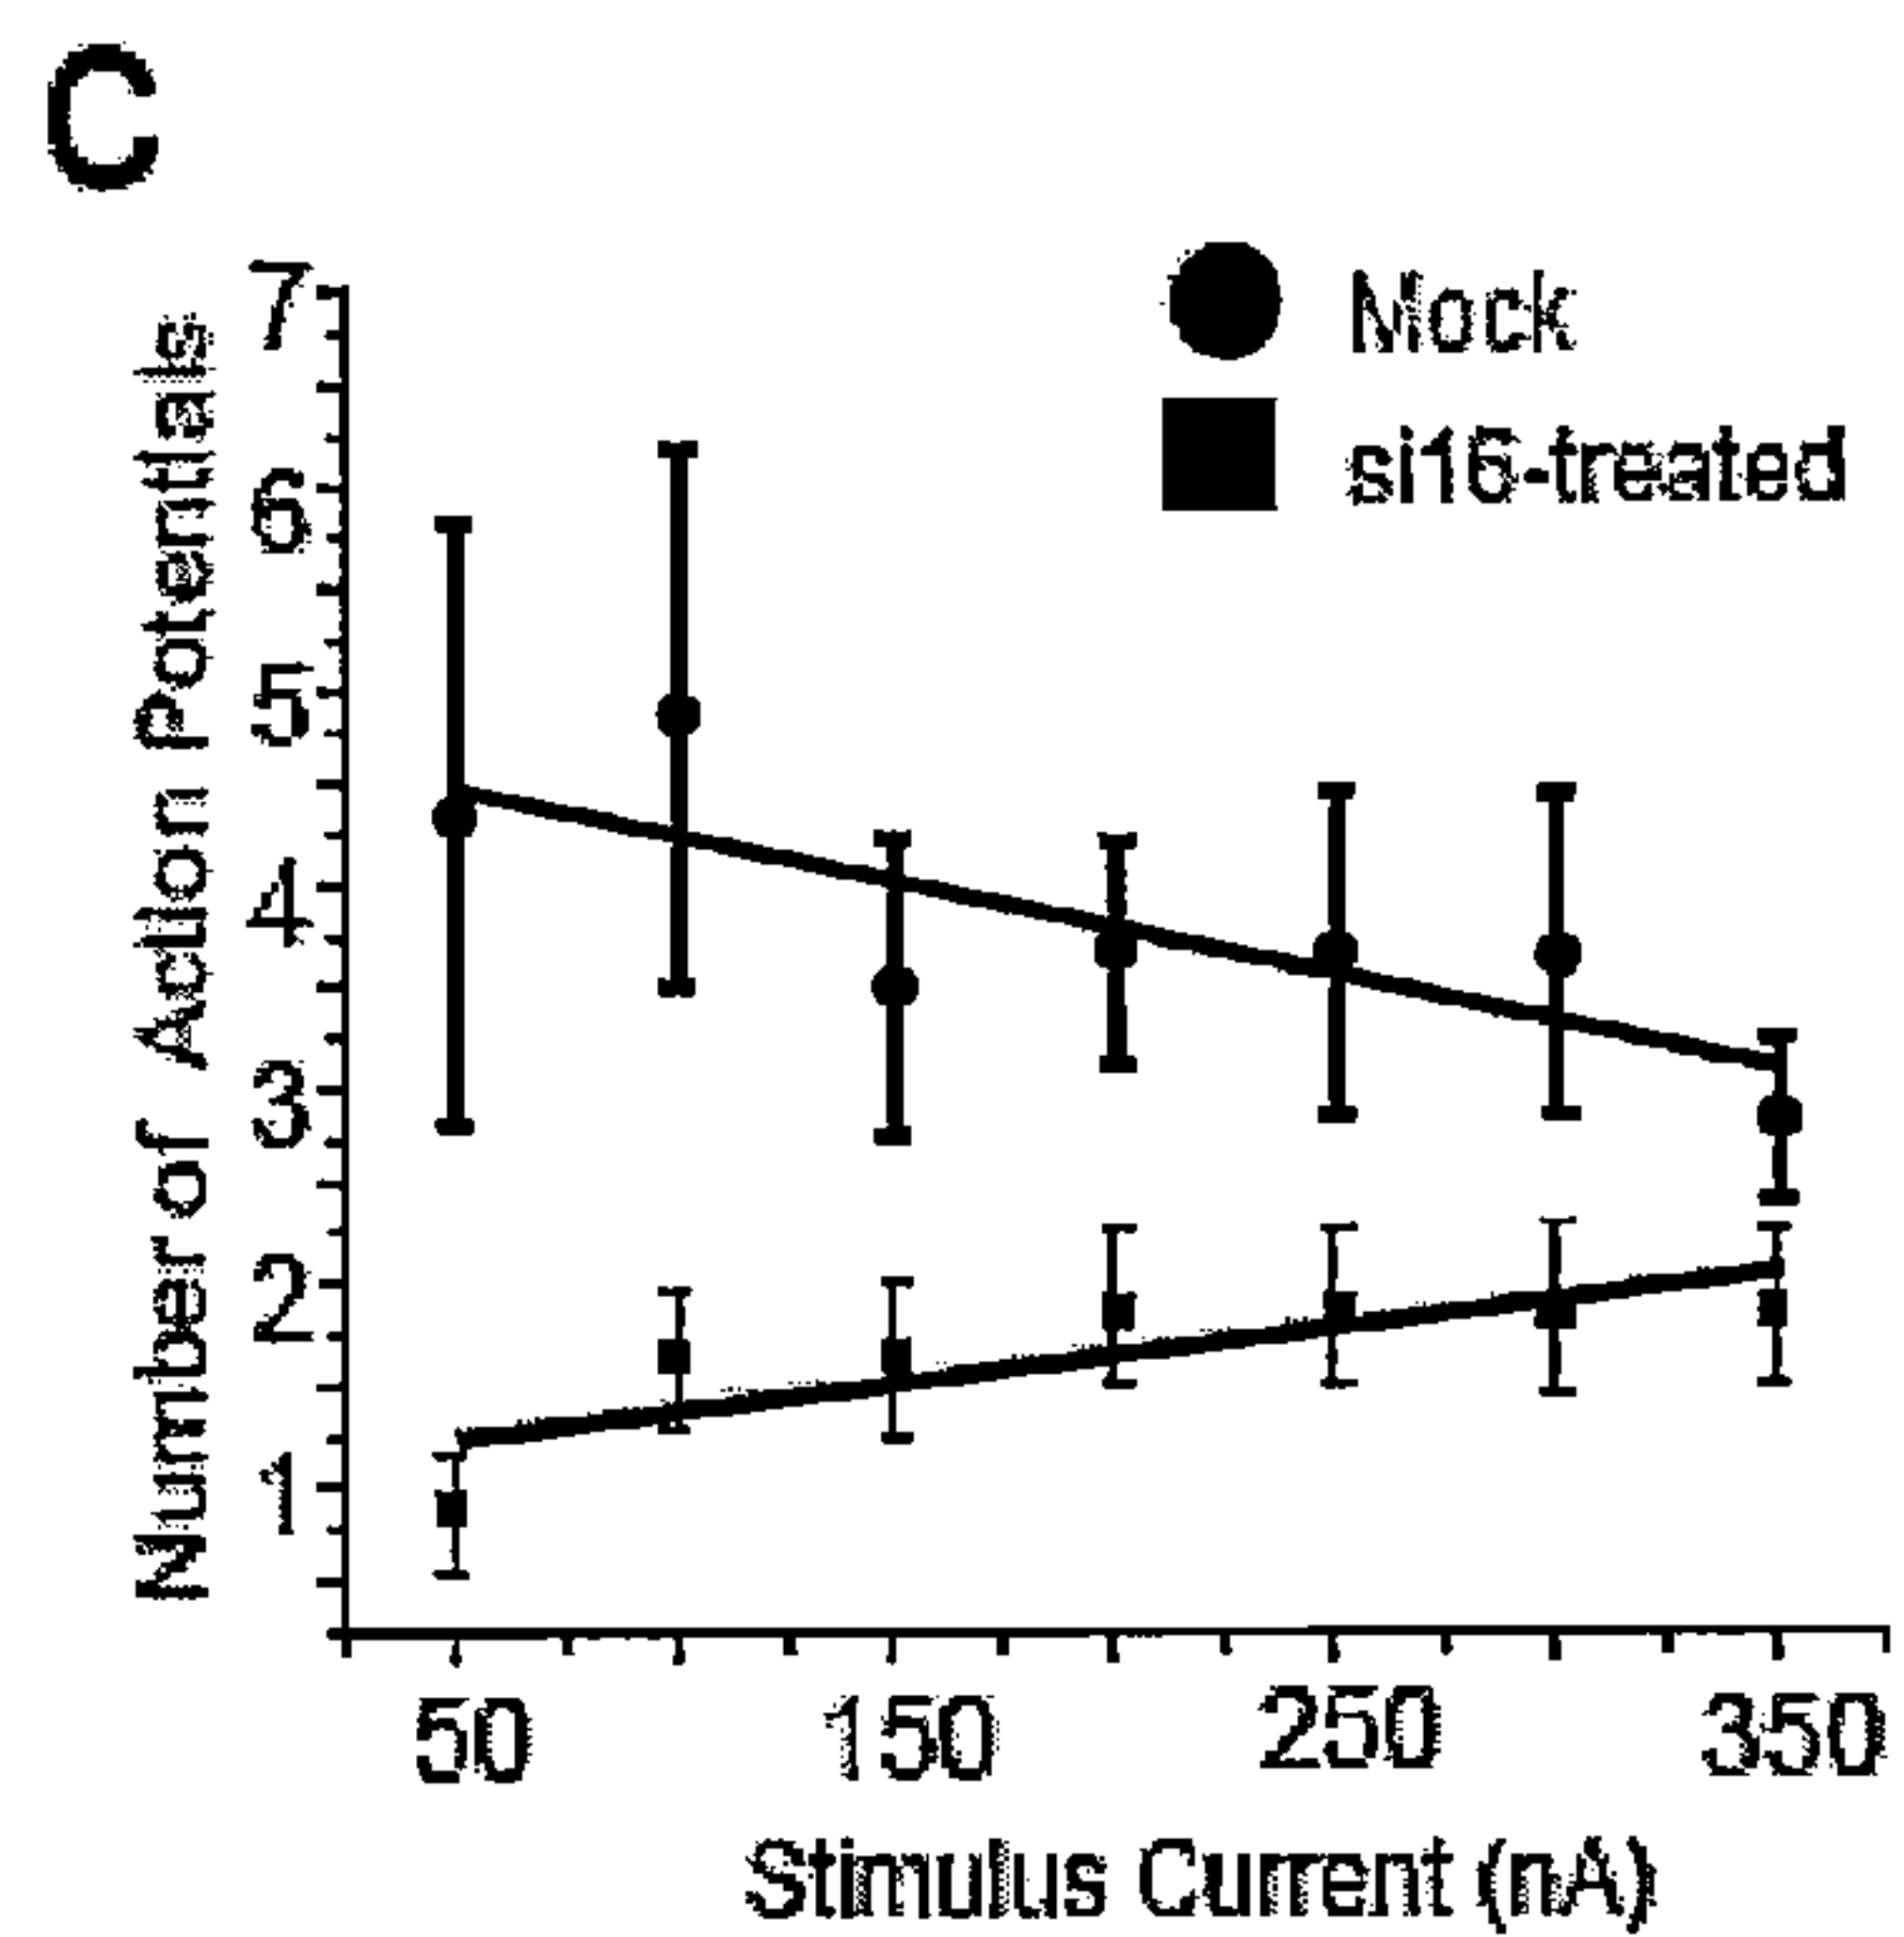 C
Number of Action Potentials
7
6
5
4
3
2
1
Mock
si16-treated
50 150 250 350
Stimulus Current (nA)